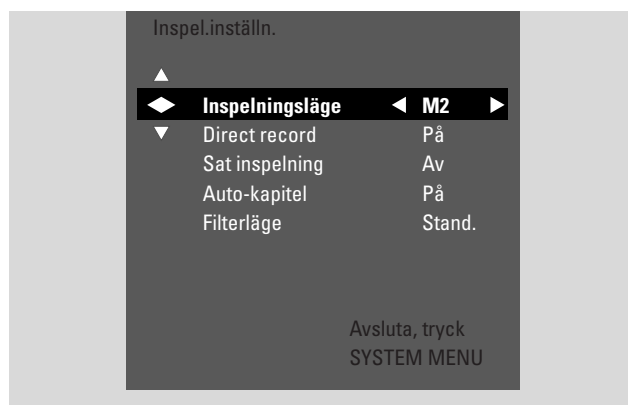 Inspel.inställn.
Inspelningsläge M2
Direct record På
Sat inspelning Av
Auto-kapitel På
Filterläge Stand.
Avsluta, tryck
SYSTEM MENU